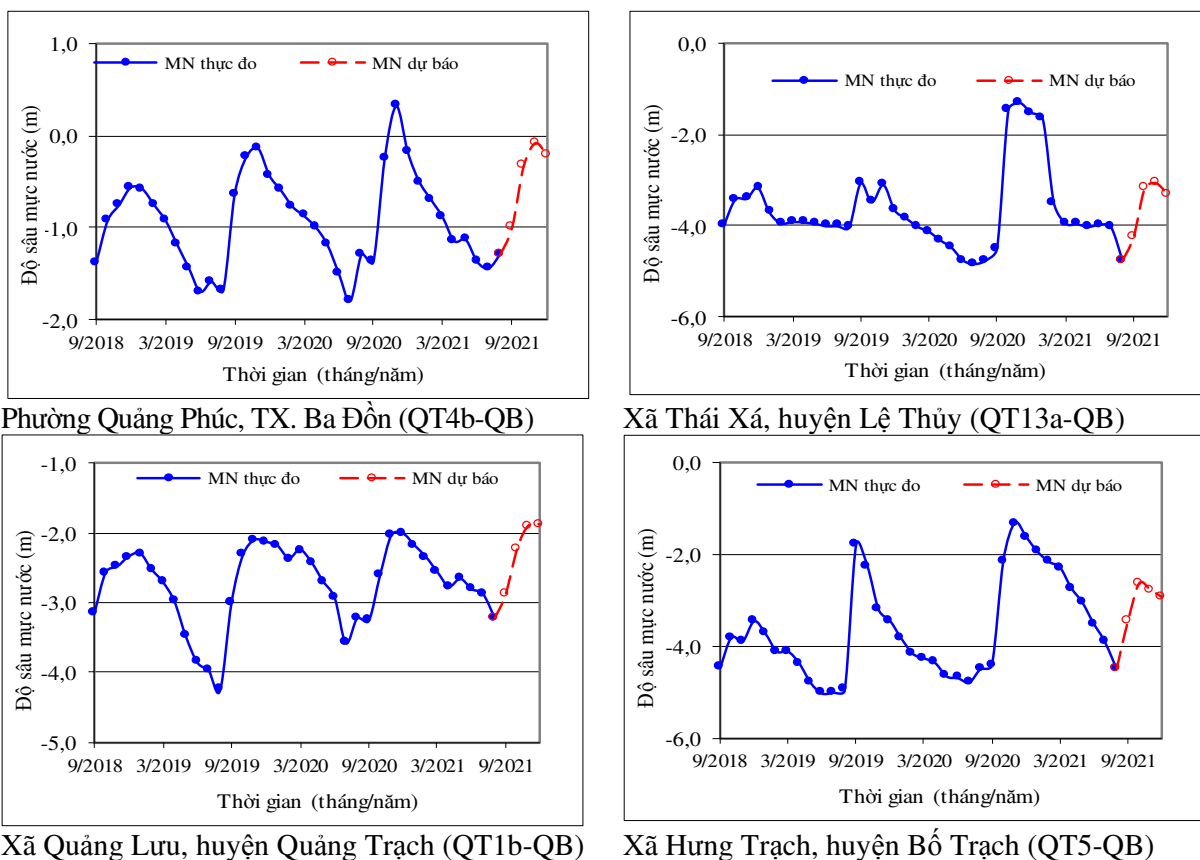 1,0
0,0
-1,0
-2,0
MN thực đo
MN dự báo
Độ sâu mực nước (m)
9/2018 3/2019 9/2019 3/2020 9/2020 3/2021 9/2021
Thời gian (tháng/năm)
Phường Quảng Phúc, TX. Ba Đồn (QT4b-QB)
0,0
-2,0
-4,0
-6,0
MN thực đo
MN dự báo
Độ sâu mực nước (m)
9/2018 3/2019 9/2019 3/2020 9/2020 3/2021 9/2021
Thời gian (tháng/năm)
Xã Thái Xá, huyện Lệ Thủy (QT13a-QB)
-1,0
-2,0
-3,0
-4,0
-5,0
MN thực đo
MN dự báo
Độ sâu mực nước (m)
9/2018 3/2019 9/2019 3/2020 9/2020 3/2021 9/2021
Thời gian (tháng/năm)
Xã Quảng Lưu, huyện Quảng Trạch (QT1b-QB)
0,0
-2,0
-4,0
-6,0
MN thực đo
MN dự báo
Độ sâu mực nước (m)
9/2018 3/2019 9/2019 3/2020 9/2020 3/2021 9/2021
Thời gian (tháng/năm)
Xã Hưng Trạch, huyện Bố Trạch (QT5-QB)